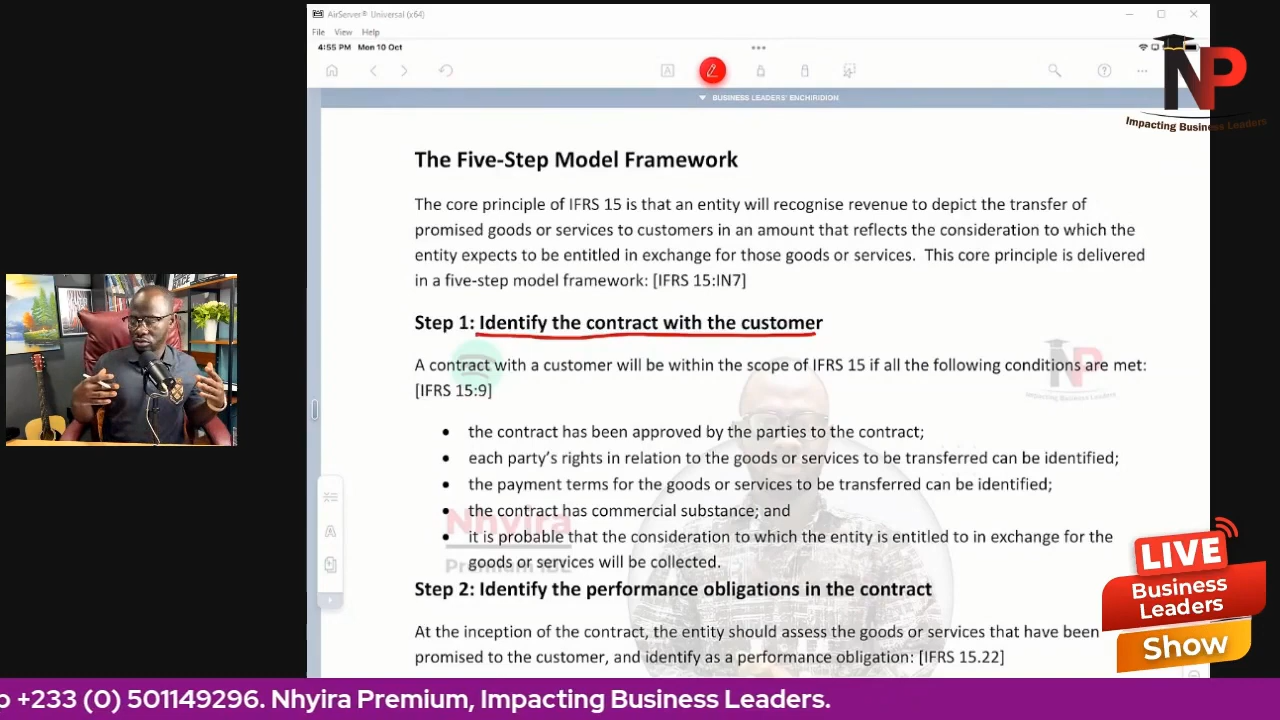 AirServer® Universal (x64)
File View Help
4:55 PM Mon 10 Oct
BUSINESS LEADERS' ENCHIRIDION
NP
Impacting Business Leaders
The Five-Step Model Framework
The core principle of IFRS 15 is that an entity will recognise revenue to depict the transfer of
promised goods or services to customers in an amount that reflects the consideration to which the
entity expects to be entitled in exchange for those goods or services. This core principle is delivered
in a five-step model framework: [IFRS 15:IN7]
Step 1: Identify the contract with the customer
A contract with a customer will be within the scope of IFRS 15 if all the following conditions are met:
[IFRS 15:9]
NP
Impacting Business Leaders
• the contract has been approved by the parties to the contract;
• each party's rights in relation to the goods or services to be transferred can be identified;
• the payment terms for the goods or services to be transferred can be identified;
• the contract has commercial substance; and
• it is probable that the consideration to which the entity is entitled to in exchange for the
goods or services will be collected.
Nhyira
Premium
Step 2: Identify the performance obligations in the contract
At the inception of the contract, the entity should assess the goods or services that have been
promised to the customer, and identify as a performance obligation: [IFRS 15.22]
LIVE
Business
Leaders
Show
+233 (0) 501149296. Nhyira Premium, Impacting Business Leaders.